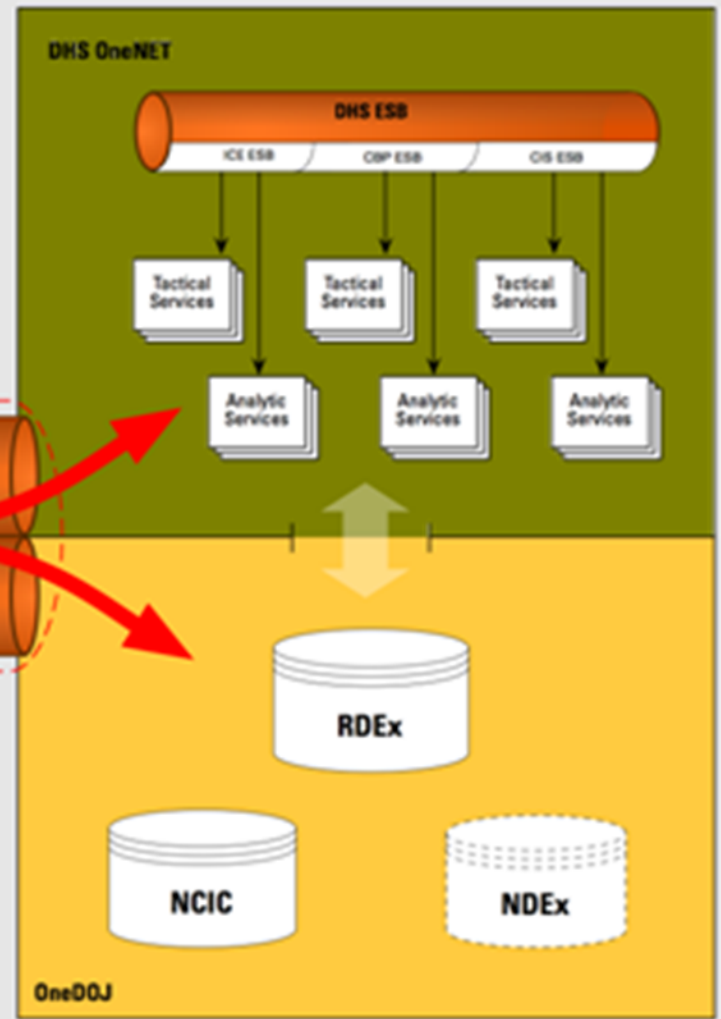 DHS OneNET
DHS ESB
ICE ESB
CBP ESB
CIS ESB
Tactical
Services
Tactical
Services
Tactical
Services
Analytic
Services
Analytic
Services
Analytic
Services
RDEx
NCIC
NDEx
OneDOJ